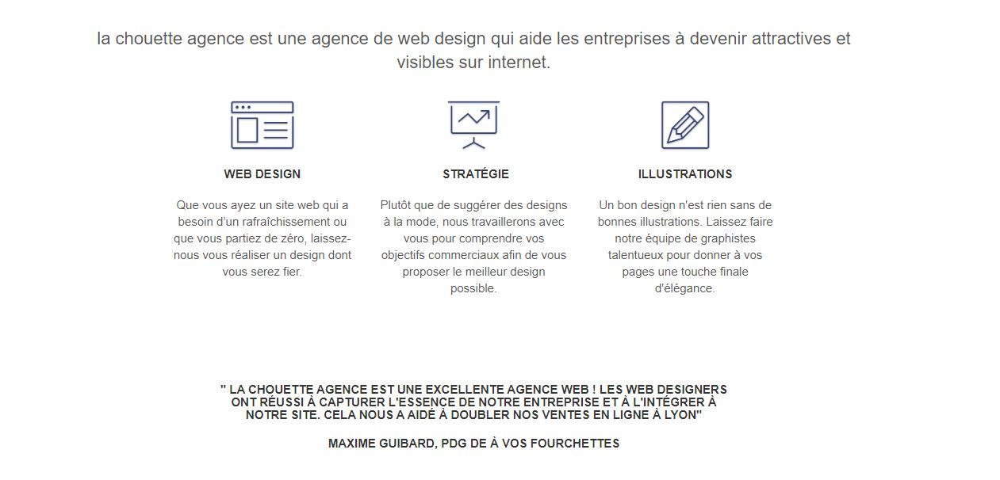 la chouette agence est une agence de web design qui aide les entreprises à devenir attractives et
visibles sur internet.
WEB DESIGN
Que vous ayez un site web qui a
besoin d’un rafraîchissement ou
que vous partiez de zéro, laissez-
nous vous réaliser un design dont
vous serez fier.
STRATÉGIE
Plutôt que de suggérer des designs
à la mode, nous travaillerons avec
vous pour comprendre vos
objectifs commerciaux afin de vous
proposer le meilleur design
possible.
ILLUSTRATIONS
Un bon design n'est rien sans de
bonnes illustrations. Laissez faire
notre équipe de graphistes
talentueux pour donner à vos
pages une touche finale
d'élégance.
" LA CHOUETTE AGENCE EST UNE EXCELLENTE AGENCE WEB ! LES WEB DESIGNERS
ONT RÉUSSI À CAPTURER L'ESSENCE DE NOTRE ENTREPRISE ET À L'INTÉGRER À
NOTRE SITE. CELA NOUS A AIDÉ À DOUBLER NOS VENTES EN LIGNE À LYON"
MAXIME GUIBARD, PDG DE À VOS FOURCHETTES